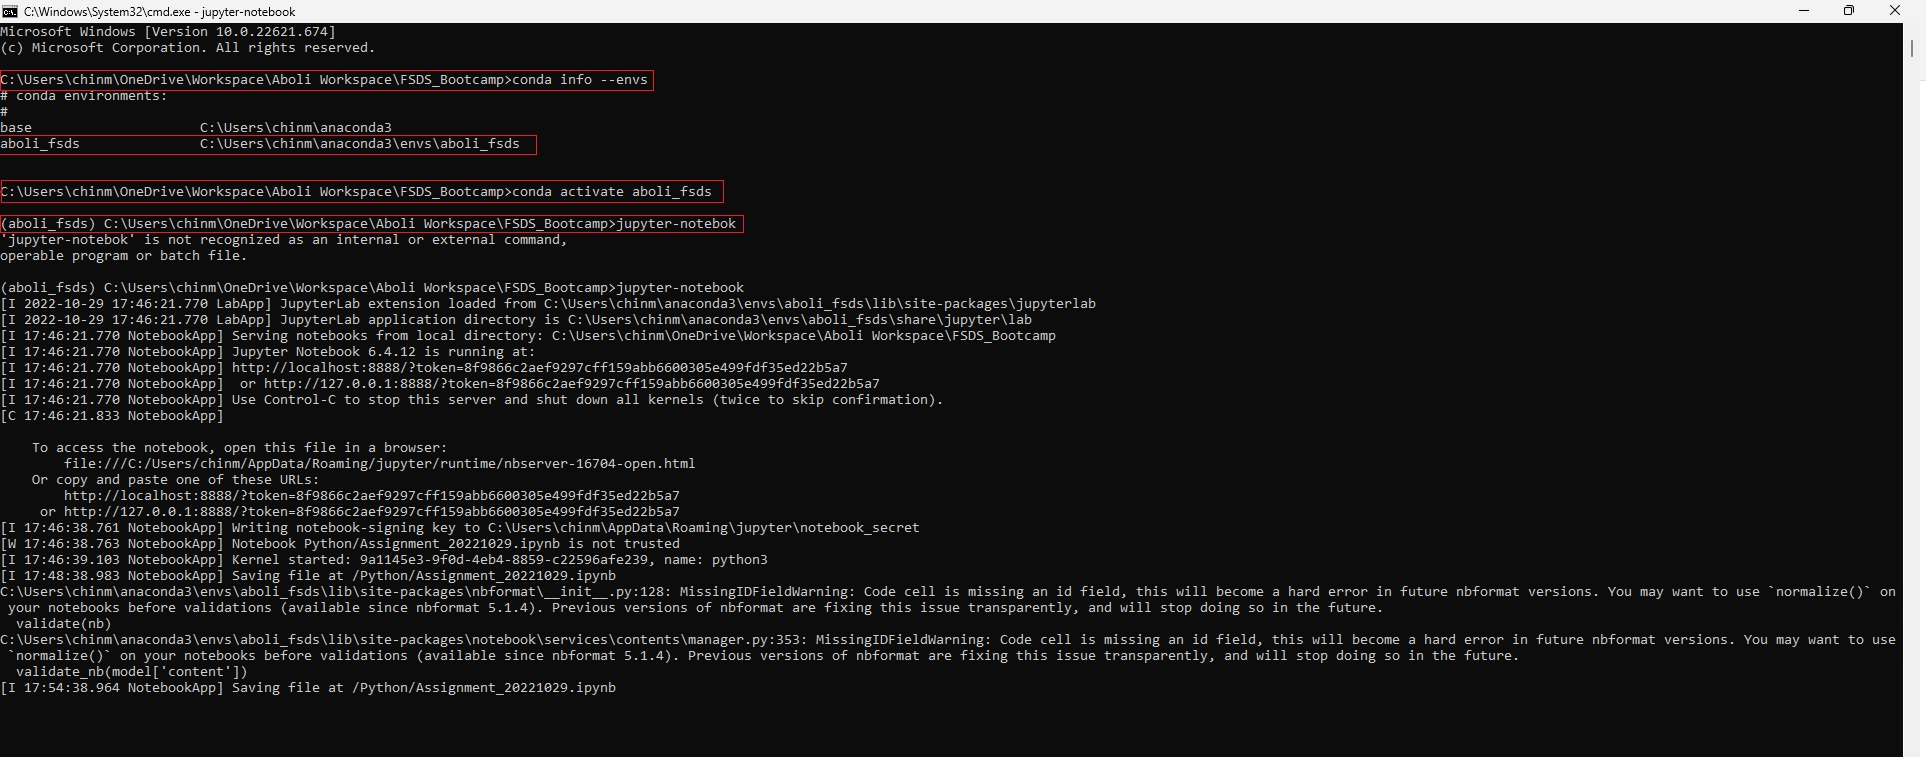 C:\Windows\System32\cmd.exe - jupyter-notebook
Microsoft Windows [Version 10.0.22621.674]
(c) Microsoft Corporation. All rights reserved.
C:\Users\chinm\OneDrive\Workspace\Aboli Workspace\FSDS_Bootcamp>conda info --envs
# conda environments:
#
base                     C:\Users\chinm\anaconda3
aboli_fsds               C:\Users\chinm\anaconda3\envs\aboli_fsds
C:\Users\chinm\OneDrive\Workspace\Aboli Workspace\FSDS_Bootcamp>conda activate aboli_fsds
(aboli_fsds) C:\Users\chinm\OneDrive\Workspace\Aboli Workspace\FSDS_Bootcamp>jupyter-notebok
'jupyter-notebok' is not recognized as an internal or external command,
operable program or batch file.
(aboli_fsds) C:\Users\chinm\OneDrive\Workspace\Aboli Workspace\FSDS_Bootcamp>jupyter-notebook
[I 2022-10-29 17:46:21.770 LabApp] JupyterLab extension loaded from C:\Users\chinm\anaconda3\envs\aboli_fsds\lib\site-packages\jupyterlab
[I 2022-10-29 17:46:21.770 LabApp] JupyterLab application directory is C:\Users\chinm\anaconda3\envs\aboli_fsds\share\jupyter\lab
[I 17:46:21.770 NotebookApp] Serving notebooks from local directory: C:\Users\chinm\OneDrive\Workspace\Aboli Workspace\FSDS_Bootcamp
[I 17:46:21.770 NotebookApp] Jupyter Notebook 6.4.12 is running at:
[I 17:46:21.770 NotebookApp] http://localhost:8888/?token=8f9866c2aef9297cff159abb6600305e499fdf35ed22b5a7
[I 17:46:21.770 NotebookApp]  or http://127.0.0.1:8888/?token=8f9866c2aef9297cff159abb6600305e499fdf35ed22b5a7
[I 17:46:21.770 NotebookApp] Use Control-C to stop this server and shut down all kernels (twice to skip confirmation).
[C 17:46:21.833 NotebookApp]
To access the notebook, open this file in a browser:
file:///C:/Users/chinm/AppData/Roaming/jupyter/runtime/nbserver-16704-open.html
Or copy and paste one of these URLs:
http://localhost:8888/?token=8f9866c2aef9297cff159abb6600305e499fdf35ed22b5a7
or http://127.0.0.1:8888/?token=8f9866c2aef9297cff159abb6600305e499fdf35ed22b5a7
[I 17:46:38.761 NotebookApp] Writing notebook-signing key to C:\Users\chinm\AppData\Roaming\jupyter\notebook_secret
[W 17:46:38.763 NotebookApp] Notebook Python/Assignment_20221029.ipynb is not trusted
[I 17:46:39.103 NotebookApp] Kernel started: 9a1145e3-9f0d-4eb4-8859-c22596afe239, name: python3
[I 17:48:38.983 NotebookApp] Saving file at /Python/Assignment_20221029.ipynb
C:\Users\chinm\anaconda3\envs\aboli_fsds\lib\site-packages\nbformat\__init__.py:128: MissingIDFieldWarning: Code cell is missing an id field, this will become a hard error in future nbformat versions. You may want to use `normalize()` on
your notebooks before validations (available since nbformat 5.1.4). Previous versions of nbformat are fixing this issue transparently, and will stop doing so in the future.
validate(nb)
C:\Users\chinm\anaconda3\envs\aboli_fsds\lib\site-packages\notebook\services\contents\manager.py:353: MissingIDFieldWarning: Code cell is missing an id field, this will become a hard error in future nbformat versions. You may want to use
`normalize()` on your notebooks before validations (available since nbformat 5.1.4). Previous versions of nbformat are fixing this issue transparently, and will stop doing so in the future.
validate_nb(model['content'])
[I 17:54:38.964 NotebookApp] Saving file at /Python/Assignment_20221029.ipynb